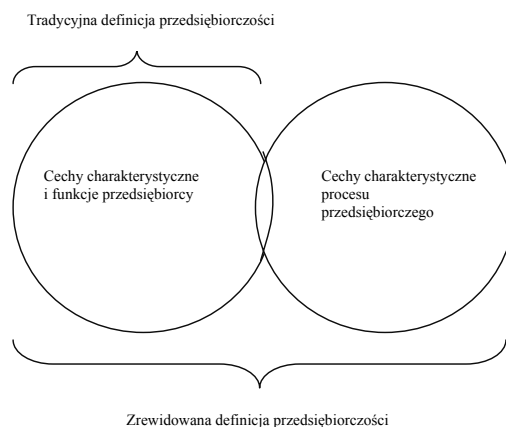 Tradycyjna definicja przedsiębiorczości
Cechy charakterystyczne
i funkcje przedsiębiorcy
Cechy charakterystyczne
procesu
przedsiębiorczego
Zrewidowana definicja przedsiębiorczości